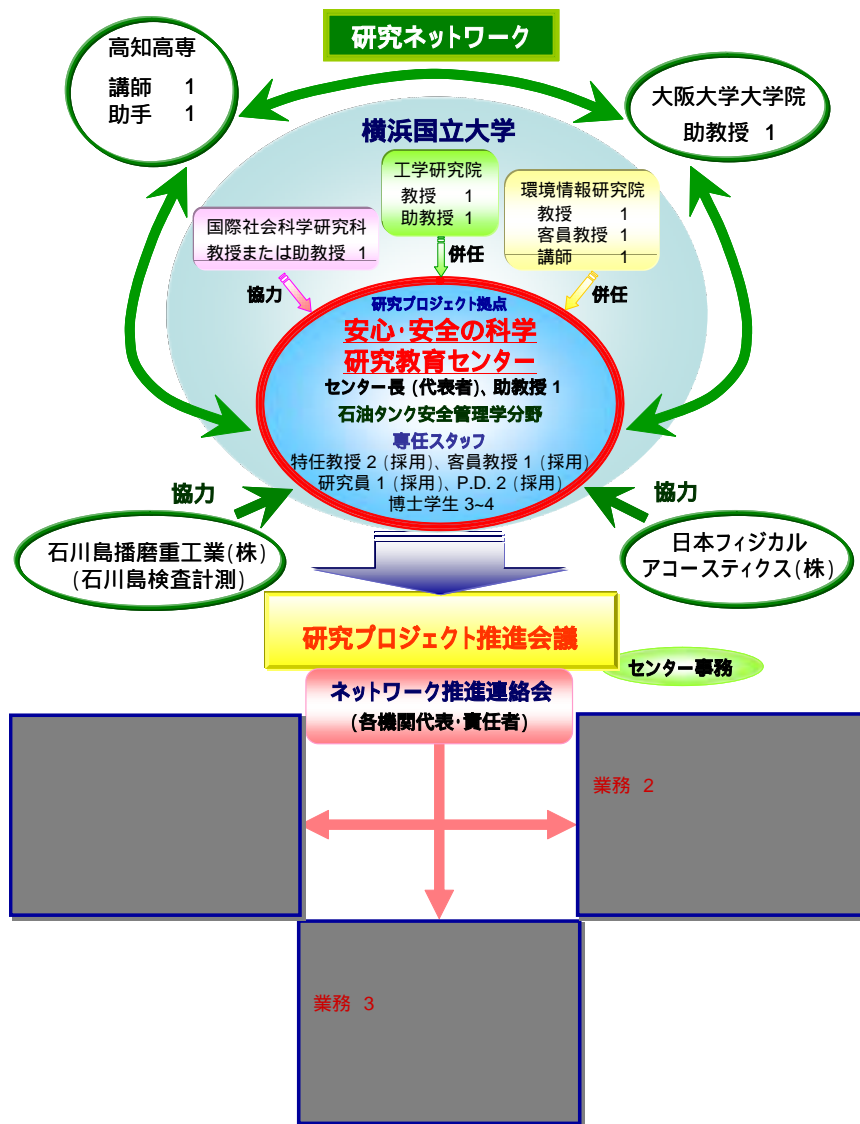 研究ネットワーク
高知高専
講師 1
助手 1
大阪大学大学院
助教授 1
横浜国立大学
工学研究院
教授 1
助教授 1
環境情報研究院
教授 1
客員教授 1
講師 1
国際社会科学研究科
教授または助教授 1
協力
併任
併任
研究プロジェクト拠点
安心・安全の科学
研究教育センター
センター長 (代表者)、助教授 1
石油タンク安全管理学分野
専任スタッフ
特任教授 2 (採用)、客員教授 1 (採用)
研究員 1 (採用)、P.D. 2 (採用)
博士学生 3~4
協力
協力
石川島播磨重工業(株)
(石川島検査計測)
日本フィジカル
アコースティクス(株)
研究プロジェクト推進会議
センター事務
ネットワーク推進連絡会
(各機関代表・責任者)
業務 2
業務 3